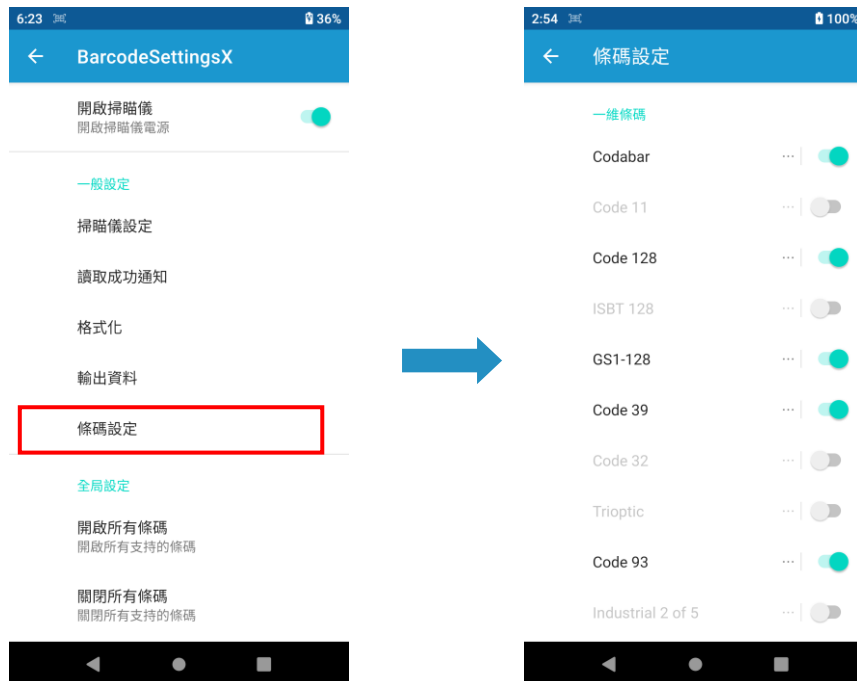 6:23
36%
BarcodeSettingsX
開啟掃瞄儀
開啟掃瞄儀電源
一般設定
掃瞄儀設定
讀取成功通知
格式化
輸出資料
條碼設定
全局設定
開啟所有條碼
開啟所有支持的條碼
關閉所有條碼
關閉所有支持的條碼
2:54
100%
條碼設定
一維條碼
Codabar
Code 11
Code 128
ISBT 128
GS1-128
Code 39
Code 32
Trioptic
Code 93
Industrial 2 of 5